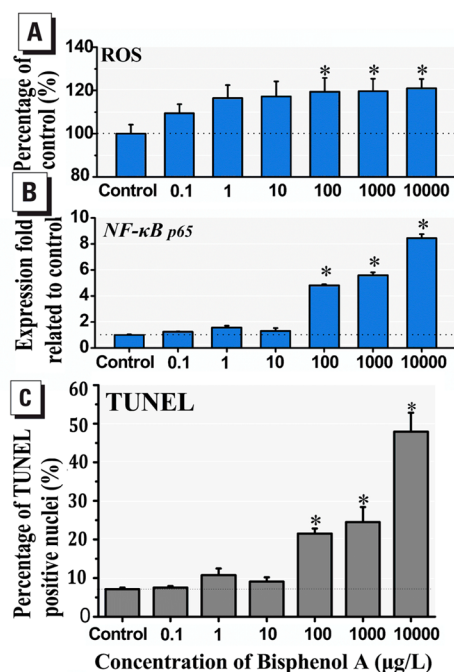 A
ROS
Percentage of
control (%)
140
120
100
80
*
*
*
Control 0.1 1 10 100 1000 10000
B
NF-κB p65
Expression fold
related to control
10
8
6
4
2
0
*
*
*
Control 0.1 1 10 100 1000 10000
C
TUNEL
Percentage of TUNEL
positive nuclei (%)
60
50
40
30
20
10
0
*
*
*
Control 0.1 1 10 100 1000 10000
Concentration of Bisphenol A (μg/L)